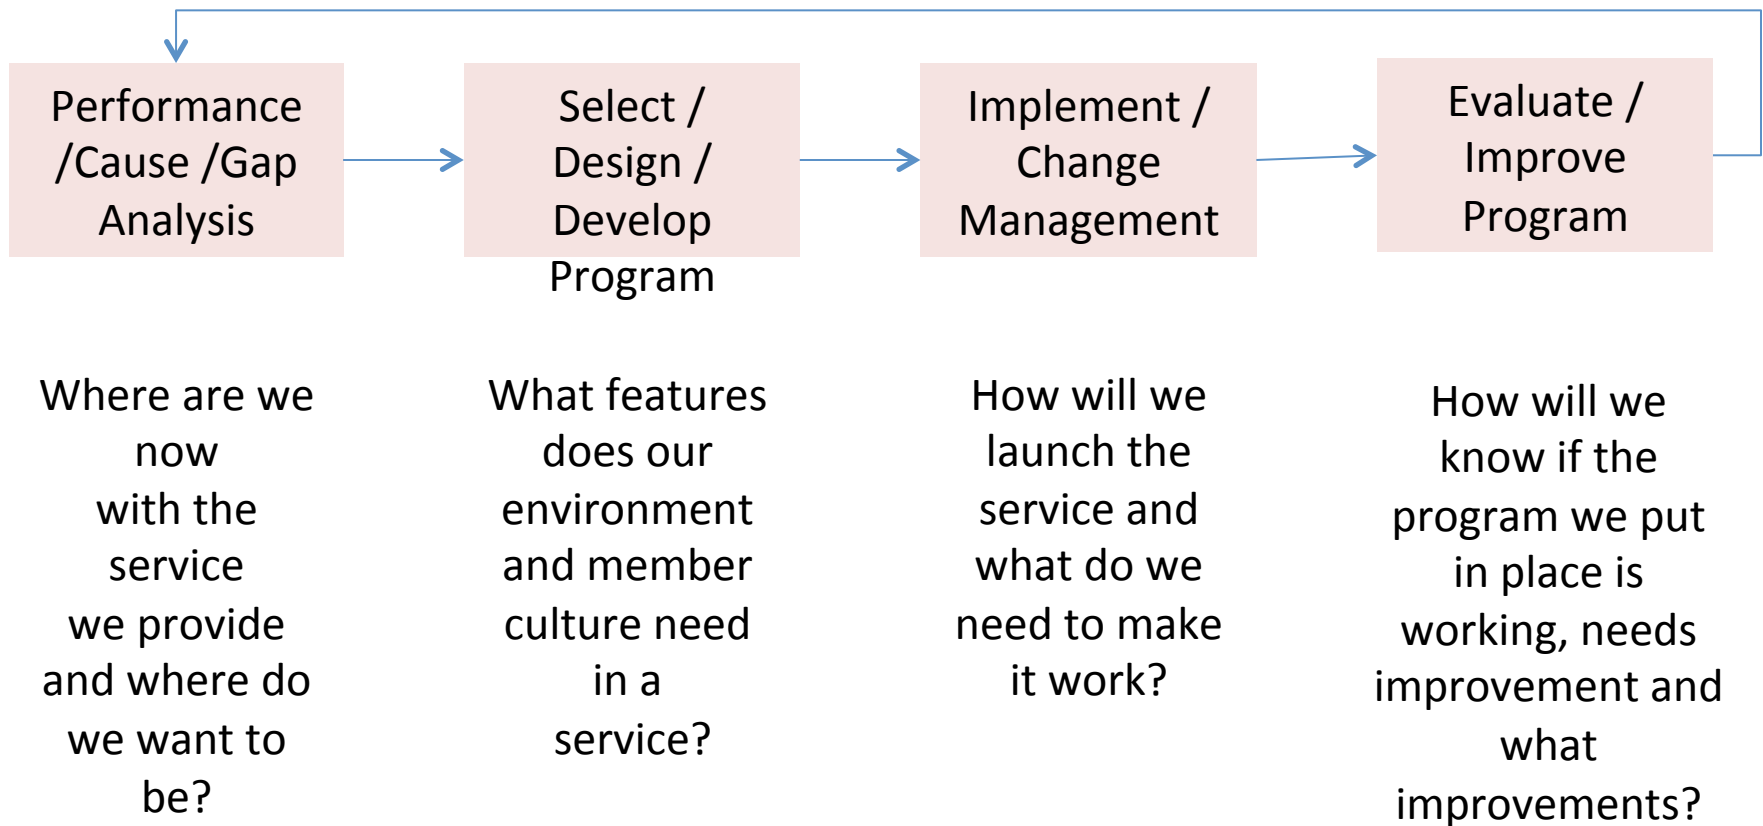 Performance
/Cause /Gap
Analysis
Select /
Design /
Develop
Program
Implement /
Change
Management
Evaluate /
Improve
Program
Where are we
now
with the
service
we provide
and where do
we want to
be?
What features
does our
environment
and member
culture need
in a
service?
How will we
launch the
service and
what do we
need to make
it work?
How will we
know if the
program we put
in place is
working, needs
improvement and
what
improvements?